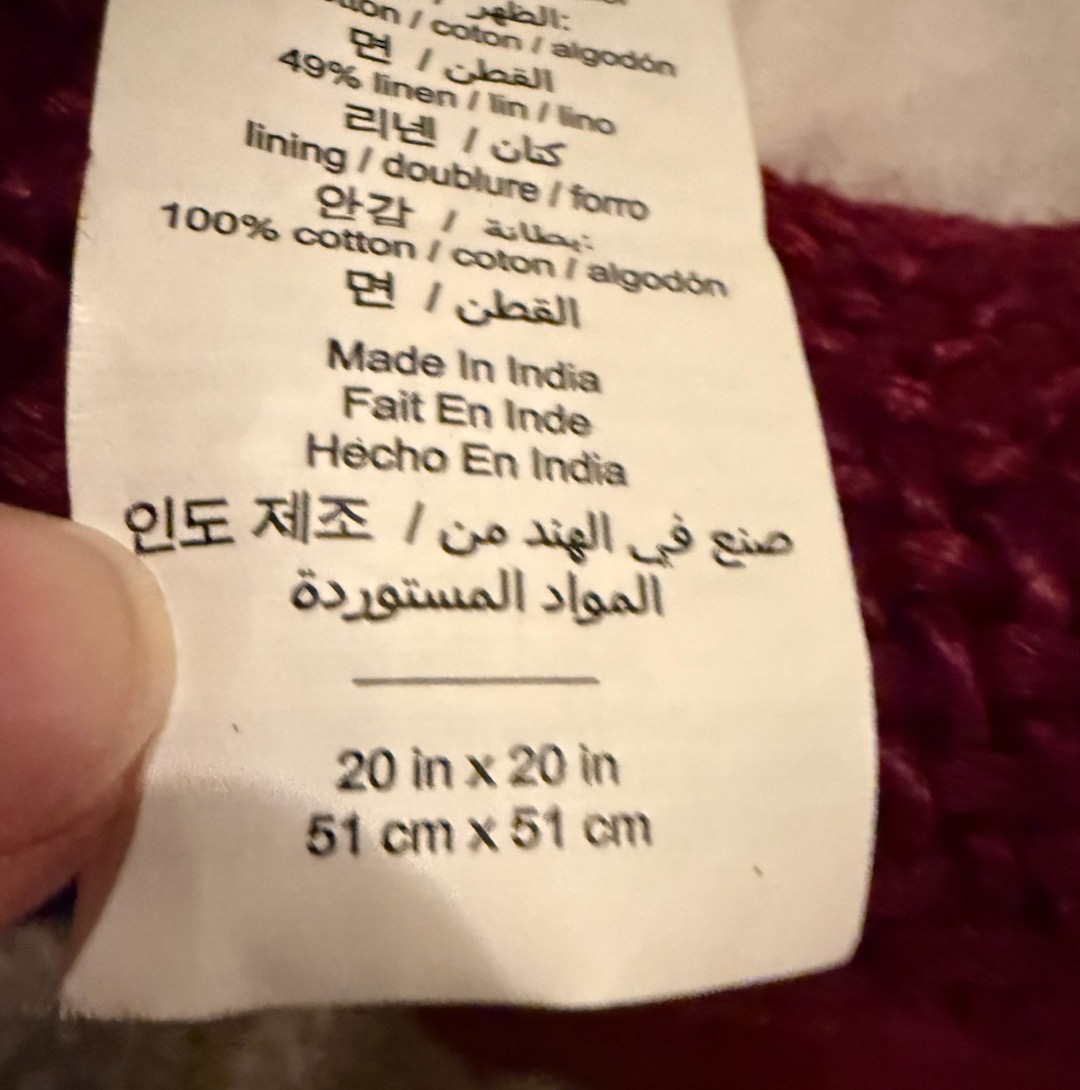 الظهر:
/ coton / algodón
면 / القطن
49% linen / lin / lino
리넨 / كتان
lining / doublure / forro
안감 / بطانة:
100% cotton / coton / algodón
면 / القطن
Made In India
Fait En Inde
Hécho En India
인도 제조 / صنع في الهند من
المواد المستوردة
20 in x 20 in
51 cm x 51 cm